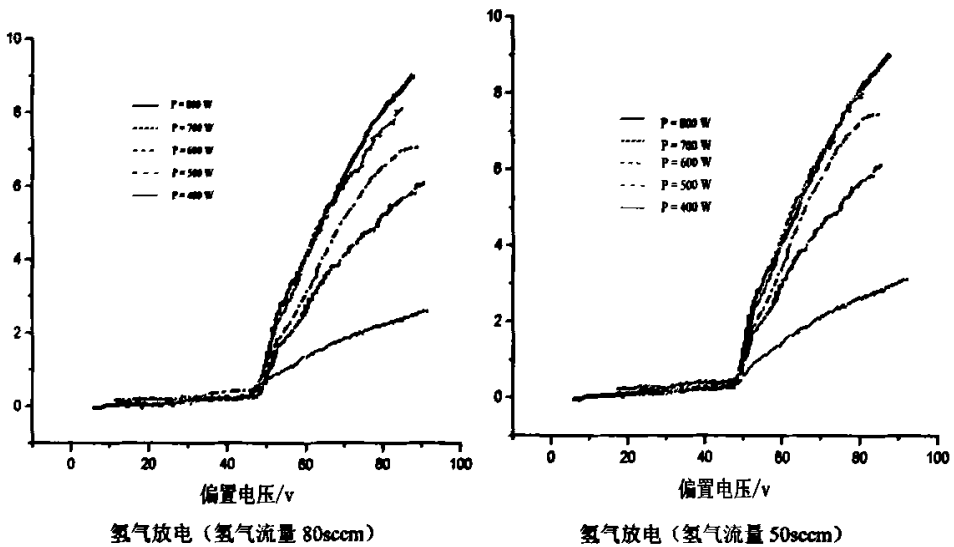 10
8
6
4
2
0
P = 800 W
P = 700 W
P = 600 W
P = 500 W
P = 400 W
0 20 40 60 80 100
偏置电压/v
氢气放电（氢气流量 80sccm）
10
8
6
4
2
0
P = 800 W
P = 700 W
P = 600 W
P = 500 W
P = 400 W
0 20 40 60 80 100
偏置电压/v
氢气放电（氢气流量 50sccm）